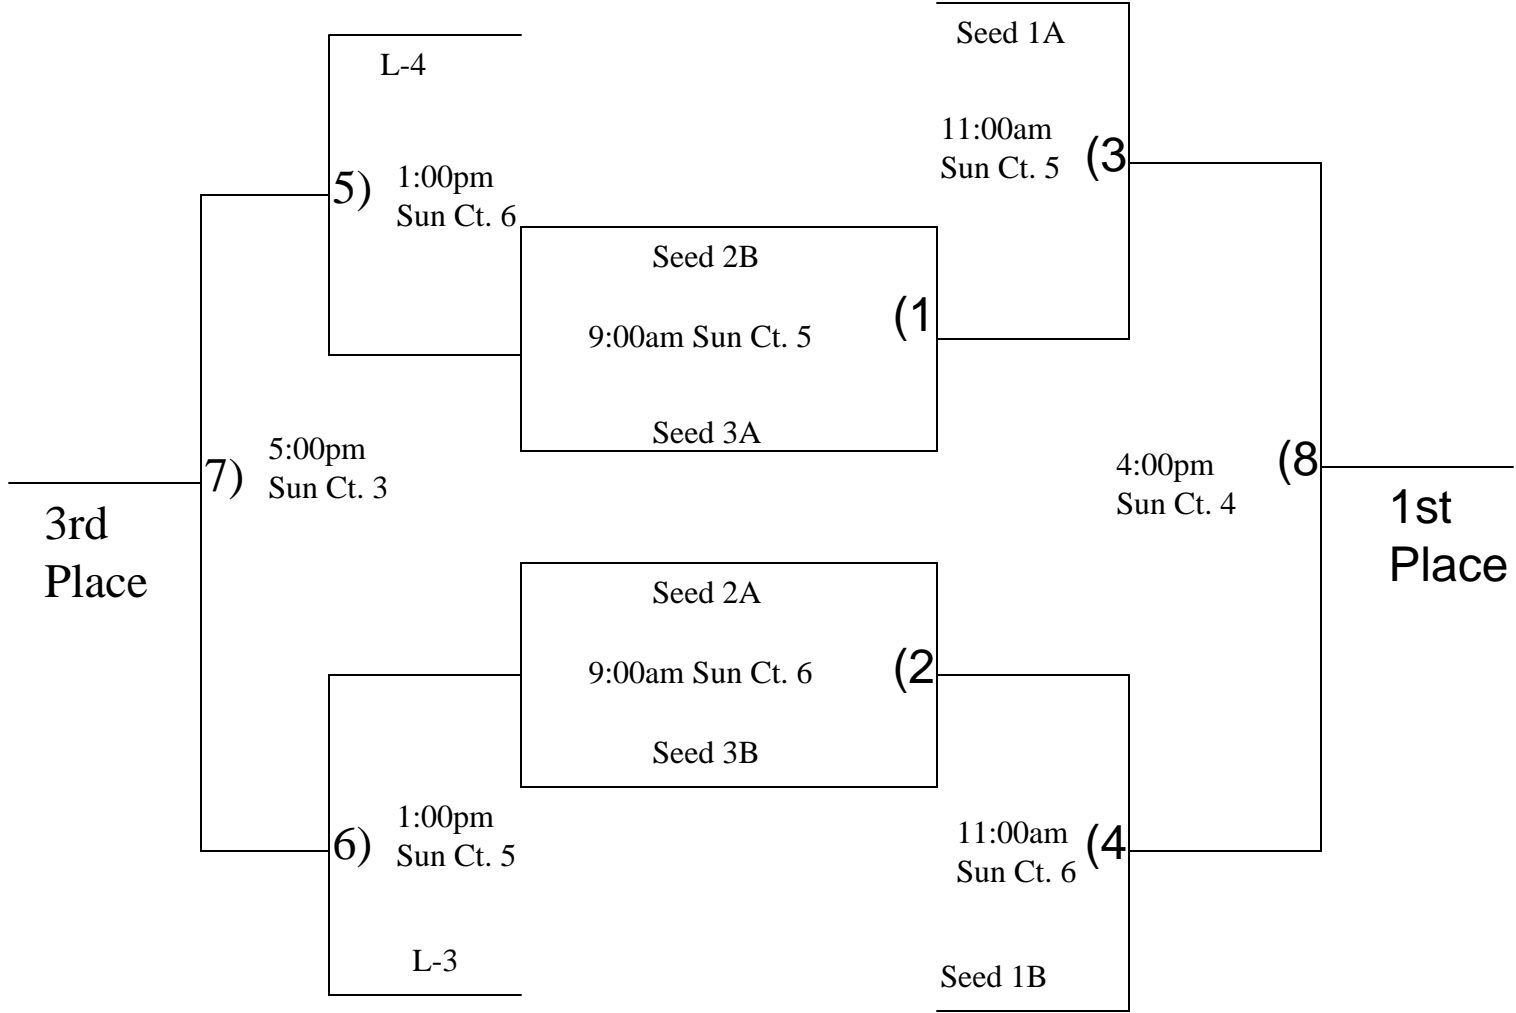 Seed 1A
L-4
11:00am
Sun Ct. 5
(3
5)
1:00pm
Sun Ct. 6
Seed 2B
(1
9:00am Sun Ct. 5
Seed 3A
5:00pm
Sun Ct. 3
7)
4:00pm
Sun Ct. 4
(8
3rd
Place
1st
Place
Seed 2A
9:00am Sun Ct. 6
(2
Seed 3B
1:00pm
Sun Ct. 5
6)
11:00am
Sun Ct. 6
(4
L-3
Seed 1B